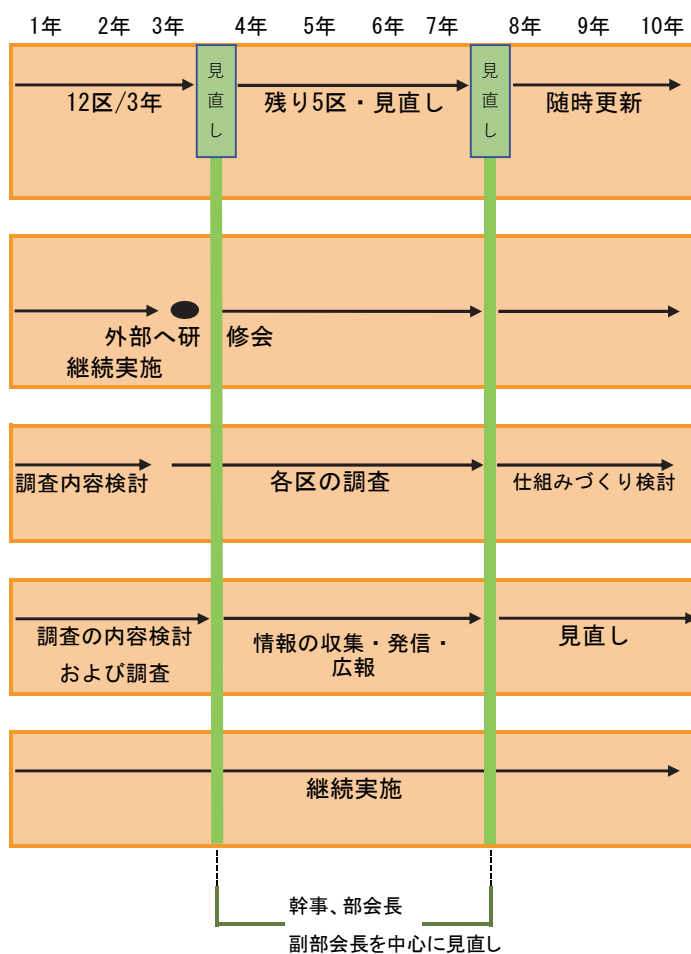 1年 2年 3年 4年 5年 6年 7年 8年 9年 10年
見直し
見直し
12区/3年
残り5区・見直し
随時更新
外部へ研修会
継続実施
調査内容検討
各区の調査
仕組みづくり検討
調査の内容検討
および調査
情報の収集・発信・
広報
見直し
継続実施
幹事、部会長
副部会長を中心に見直し